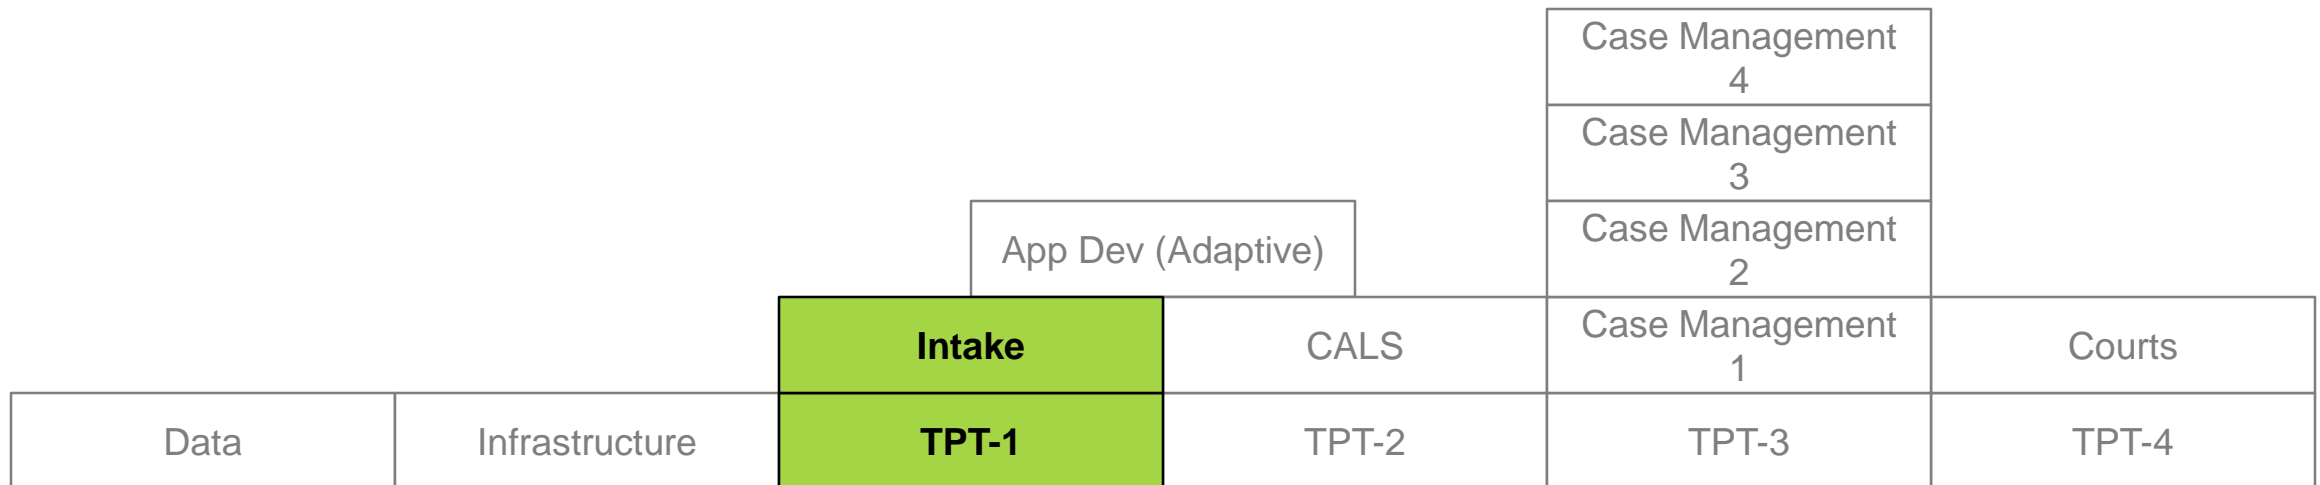 Case Management
4
Case Management
3
Case Management
2
App Dev (Adaptive)
Intake
CALS
Case Management
1
Courts
Data
Infrastructure
TPT-1
TPT-2
TPT-3
TPT-4